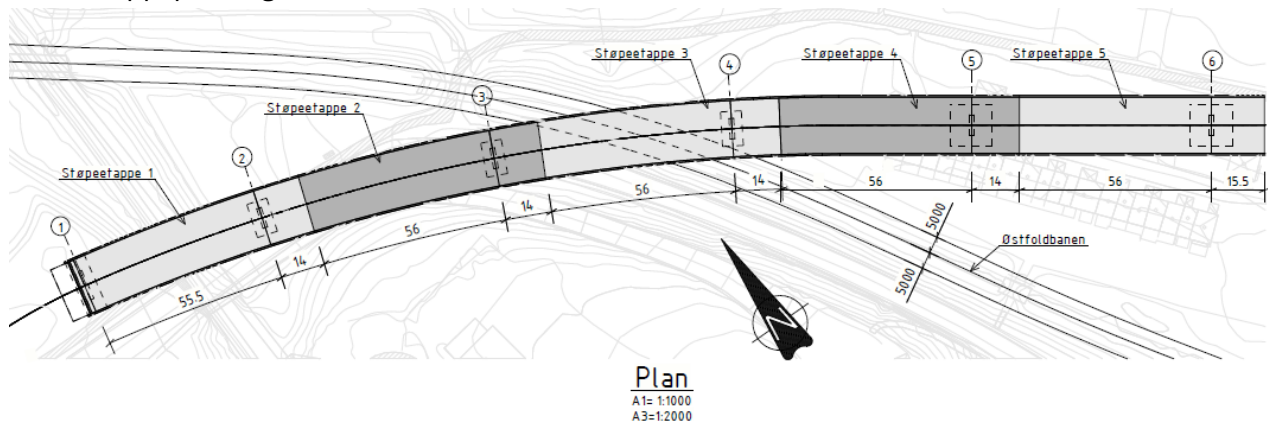 Støpeetappe 1
Støpeetappe 2
Støpeetappe 3
Støpeetappe 4
Støpeetappe 5
1
2
3
4
5
6
55.5
14
56
14
56
14
56
14
56
15.5
5000
5000
Østfoldbanen
N
Plan
A1= 1:1000
A3=1:2000